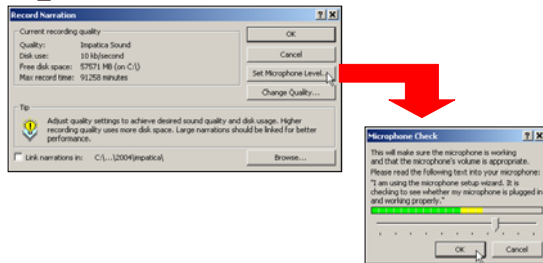 Record Narration
Current recording quality
Quality: Impatica Sound
Disk use: 10 kb/second
Free disk space: 57571 MB (on C:\)
Max record time: 91258 minutes
OK
Cancel
Set Microphone Level...
Change Quality...
Tip
Adjust quality settings to achieve desired sound quality and disk usage. Higher
recording quality uses more disk space. Large narrations should be linked for better
performance.
Link narrations in: C:\...\2004\impatica\
Browse...
Microphone Check
This will make sure the microphone is working
and that the microphone's volume is appropriate.
Please read the following text into your microphone:
"I am using the microphone setup wizard. It is
checking to see whether my microphone is plugged in
and working properly."
OK
Cancel